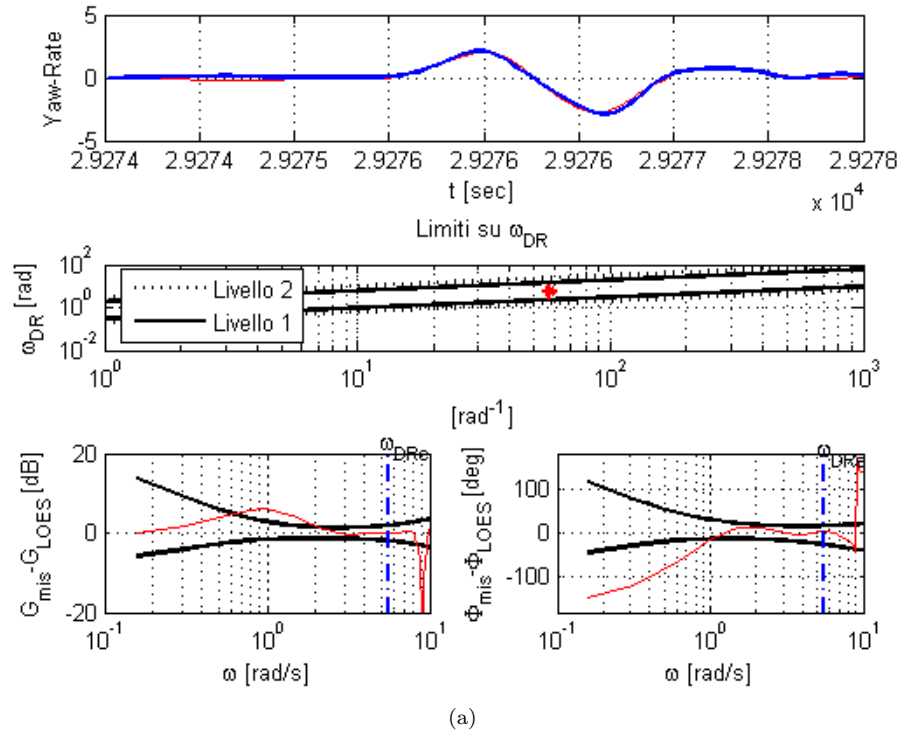 5
0
-5
Yaw-Rate
2.9274 2.9274 2.9275 2.9276 2.9276 2.9276 2.9277 2.9278 2.9278
t [sec]
x 10^4
Limiti su ω_DR
10^2
10^0
10^-2
ω_DR [rad]
Livello 2
Livello 1
10^0 10^1 10^2 10^3
[rad^-1]
20
0
-20
G_mis-G_LOES [dB]
ω_DRe
10^-1 10^0 10^1
ω [rad/s]
100
0
-100
Φ_mis-Φ_LOES [deg]
ω_DRe
10^-1 10^0 10^1
ω [rad/s]
(a)